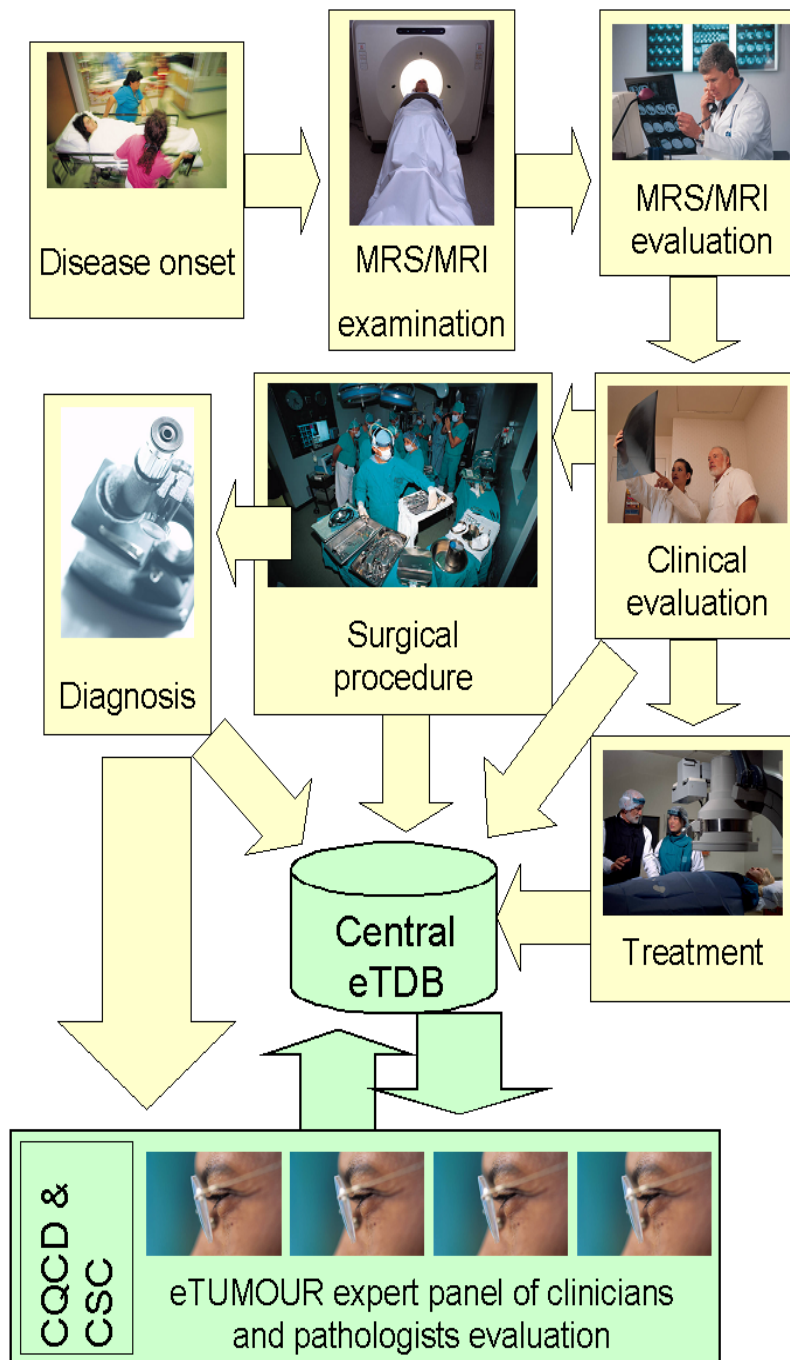 Disease onset
MRS/MRI
examination
MRS/MRI
evaluation
Clinical
evaluation
Surgical
procedure
Diagnosis
Treatment
Central
eTDB
CQCD &
CSC
eTUMOUR expert panel of clinicians
and pathologists evaluation